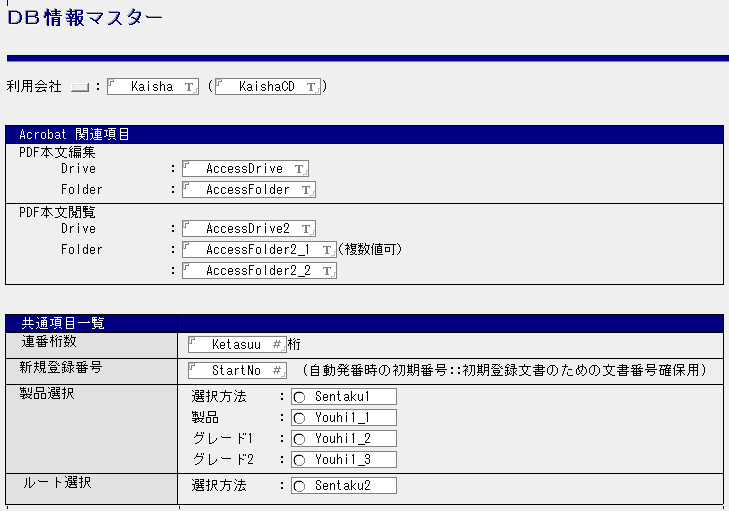 DB情報マスター
利用会社 : Kaisha T (KaishaCD T)
Acrobat 関連項目
PDF本文編集
Drive : AccessDrive T
Folder : AccessFolder T
PDF本文閲覧
Drive : AccessDrive2 T
Folder : AccessFolder2_1 T(複数値可)
: AccessFolder2_2 T
共通項目一覧
連番桁数 Ketasuu #桁
新規登録番号 StartNo # (自動発番時の初期番号::初期登録文書のための文書番号確保用)
製品選択 選択方法 : Sentaku1
製品 : Youhi1_1
グレード1 : Youhi1_2
グレード2 : Youhi1_3
ルート選択 選択方法 : Sentaku2